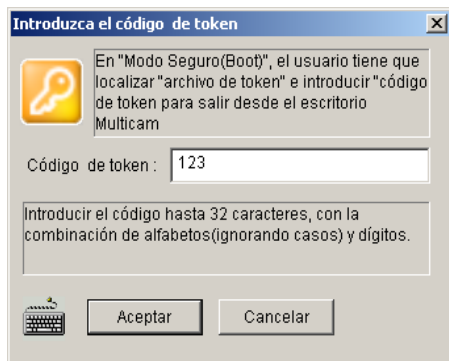 Introduzca el código de token
En "Modo Seguro(Boot)", el usuario tiene que
localizar "archivo de token" e introducir "código
de token para salir desde el escritorio
Multicam
Código de token : 123
Introducir el código hasta 32 caracteres, con la
combinación de alfabetos(ignorando casos) y dígitos.
Aceptar Cancelar